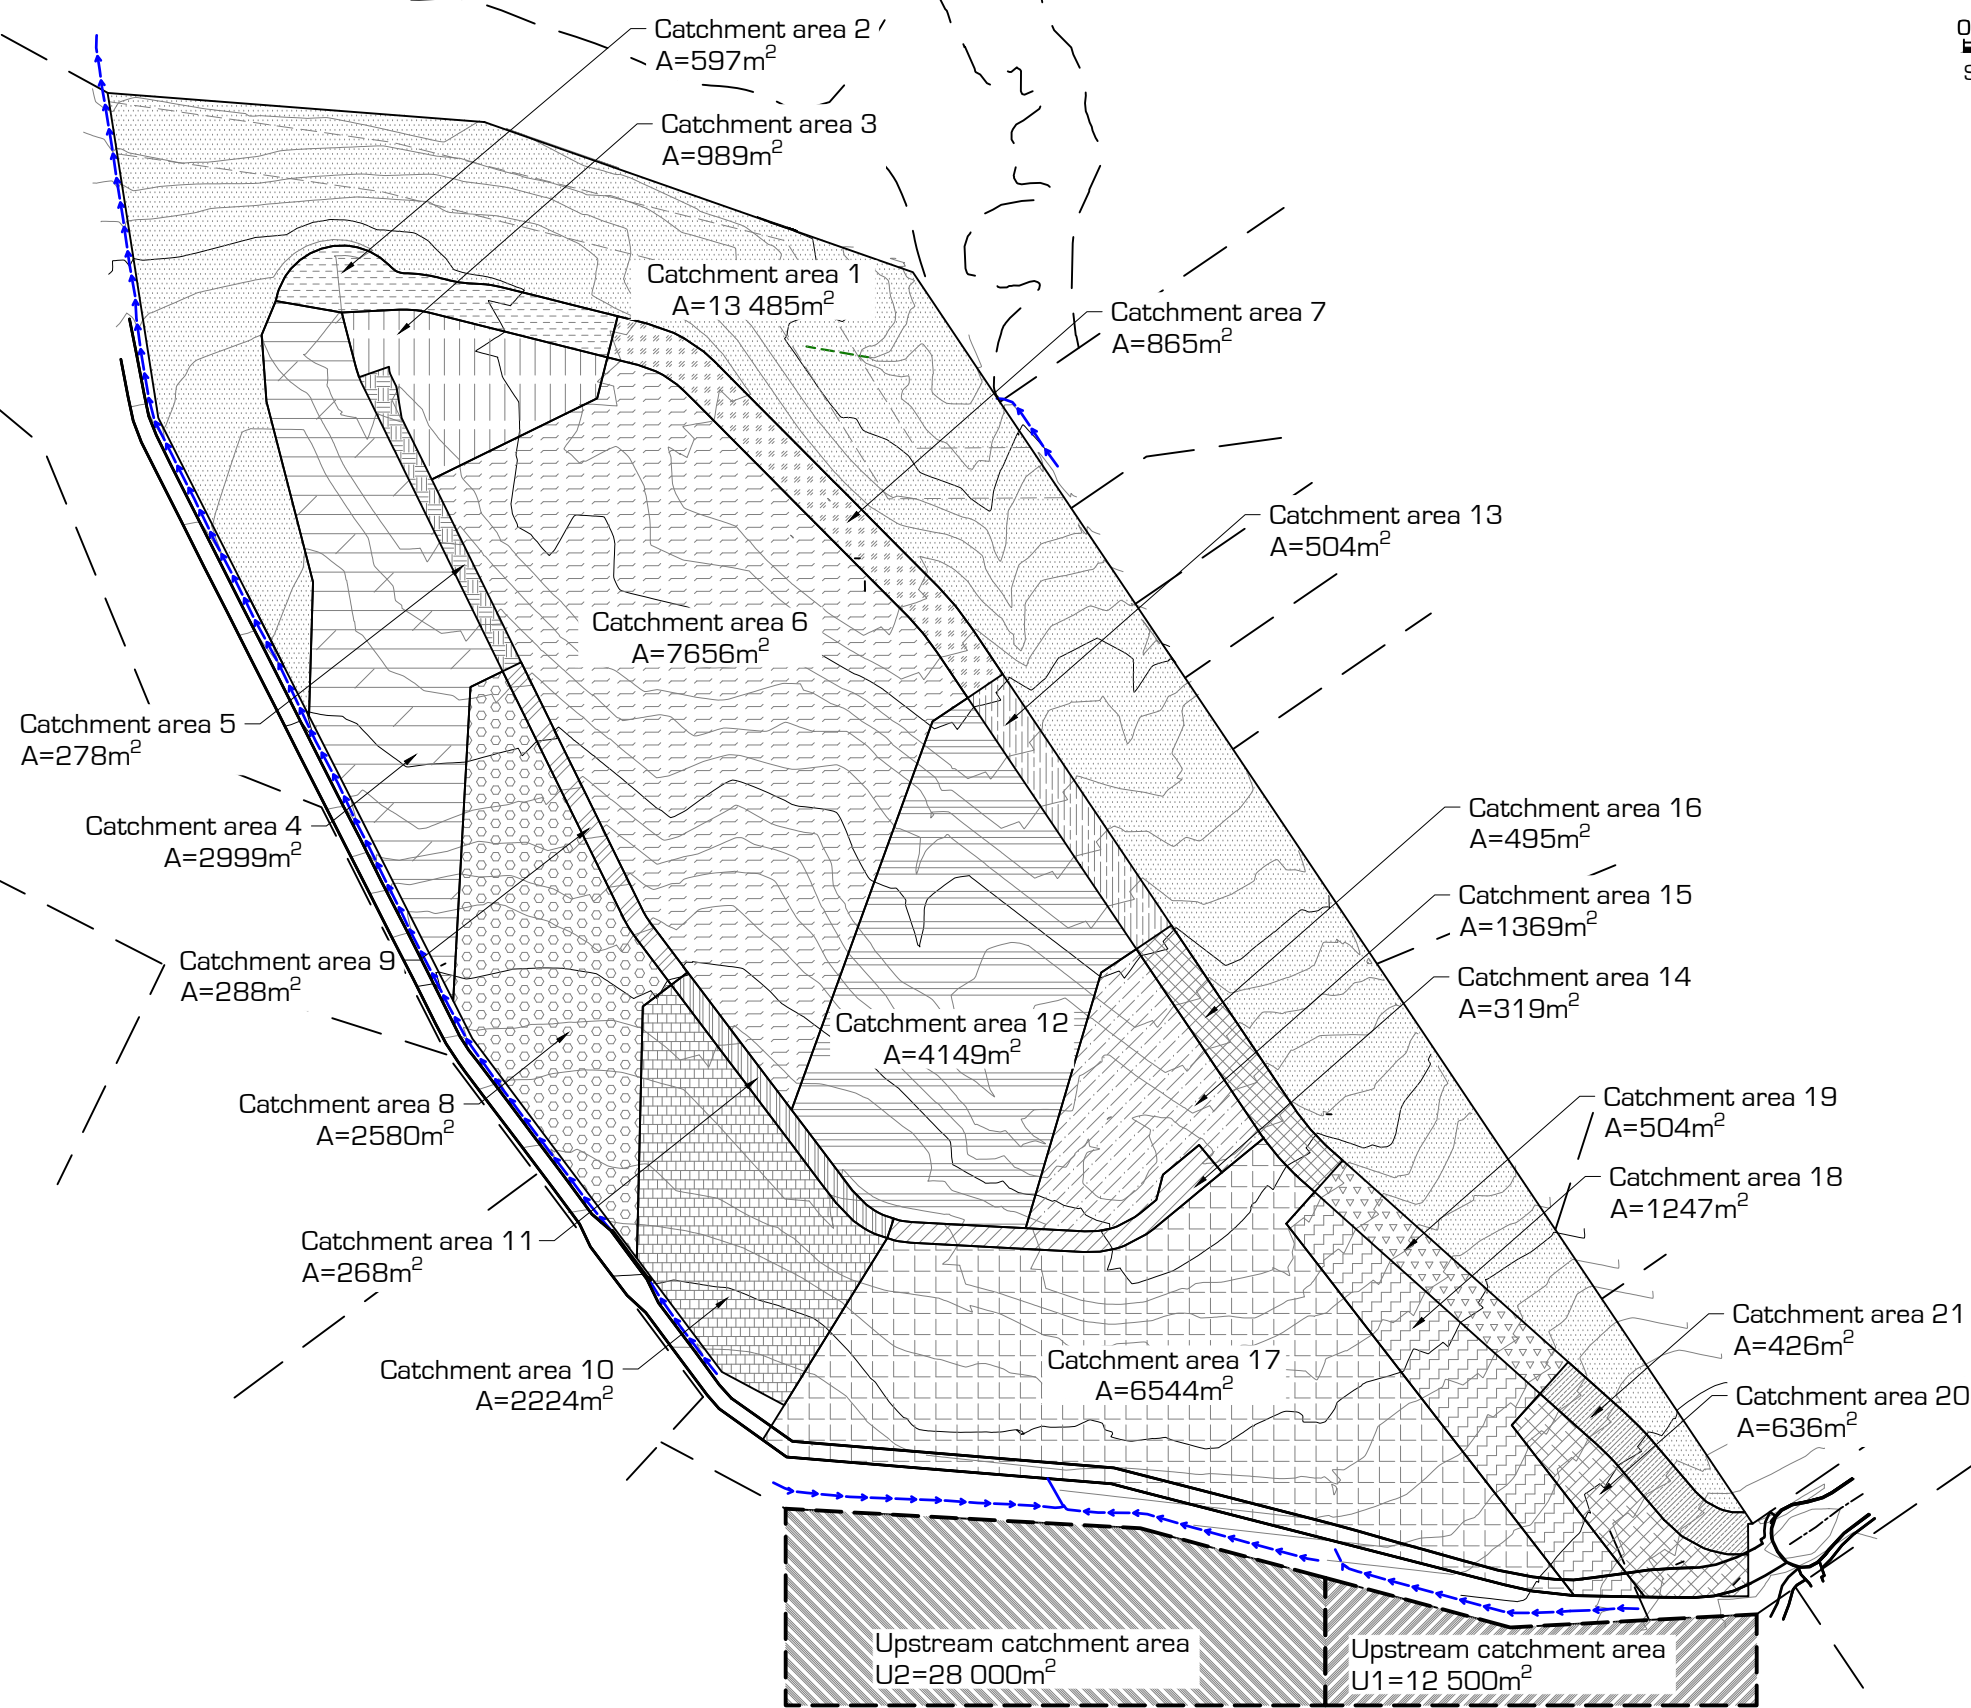 Catchment area 2
A=597m²
O
S
Catchment area 3
A=989m²
Catchment area 1
A=13 485m²
Catchment area 7
A=865m²
Catchment area 13
A=504m²
Catchment area 6
A=7656m²
Catchment area 5
A=278m²
Catchment area 4
A=2999m²
Catchment area 16
A=495m²
Catchment area 15
A=1369m²
Catchment area 9
A=288m²
Catchment area 14
A=319m²
Catchment area 12
A=4149m²
Catchment area 8
A=2580m²
Catchment area 19
A=504m²
Catchment area 18
A=1247m²
Catchment area 11
A=268m²
Catchment area 21
A=426m²
Catchment area 10
A=2224m²
Catchment area 17
A=6544m²
Catchment area 20
A=636m²
Upstream catchment area
U2=28 000m²
Upstream catchment area
U1=12 500m²